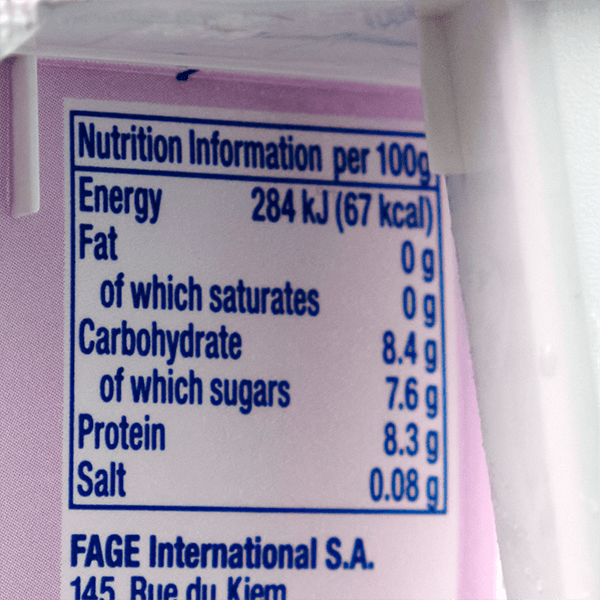 Nutrition Information per 100g
Energy 284 kJ (67 kcal)
Fat 0 g
of which saturates 0 g
Carbohydrate 8.4 g
of which sugars 7.6 g
Protein 8.3 g
Salt 0.08 g
FAGE International S.A.
145, Rue du Kiem